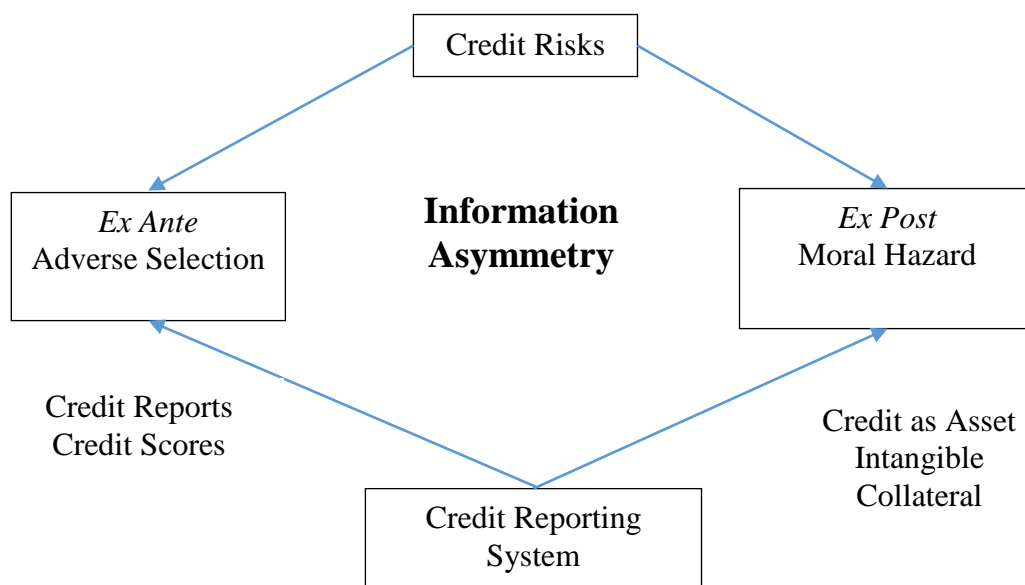 Credit Risks
Ex Ante
Adverse Selection
Information
Asymmetry
Ex Post
Moral Hazard
Credit Reports
Credit Scores
Credit as Asset
Intangible
Collateral
Credit Reporting
System